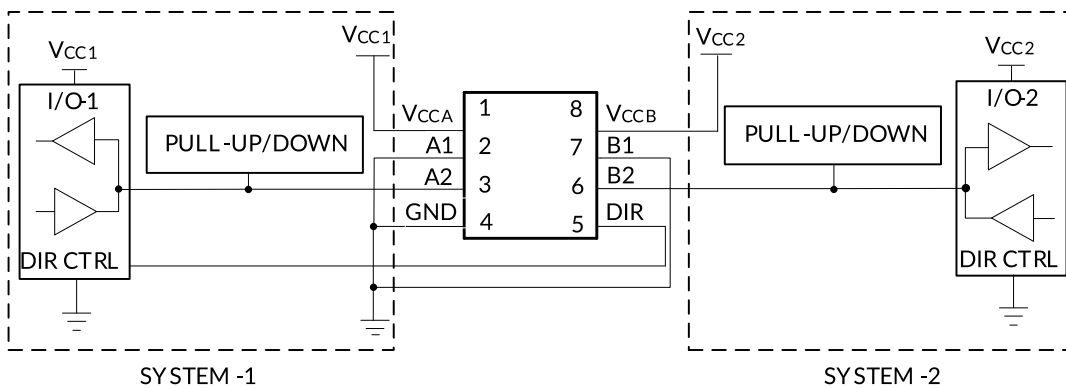 VCC1
I/O-1
PULL-UP/DOWN
DIR CTRL
VCC1
VCCA
A1
A2
GND
1
2
3
4
8
7
6
5
VCCB
B1
B2
DIR
VCC2
PULL-UP/DOWN
VCC2
I/O-2
DIR CTRL
SYSTEM -1
SYSTEM -2